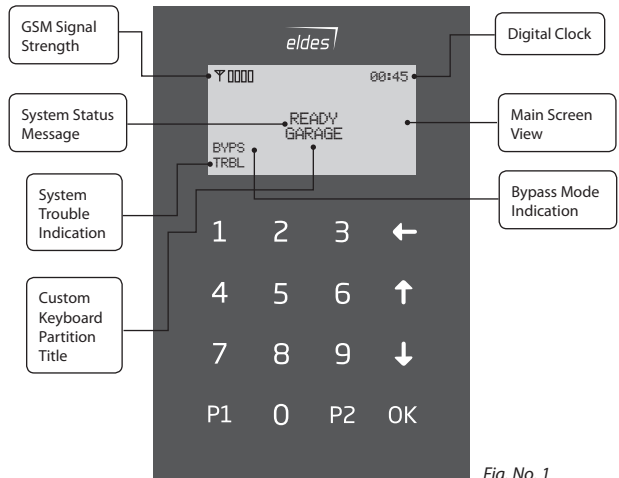 GSM Signal
Strength
eldes
Digital Clock
00:45
System Status
Message
READY
GARAGE
Main Screen
View
BYPS
TRBL
System
Trouble
Indication
Bypass Mode
Indication
1 2 3 ←
Custom
Keyboard
Partition
Title
4 5 6 ↑
7 8 9 ↓
P1 0 P2 OK
Fig. No. 1